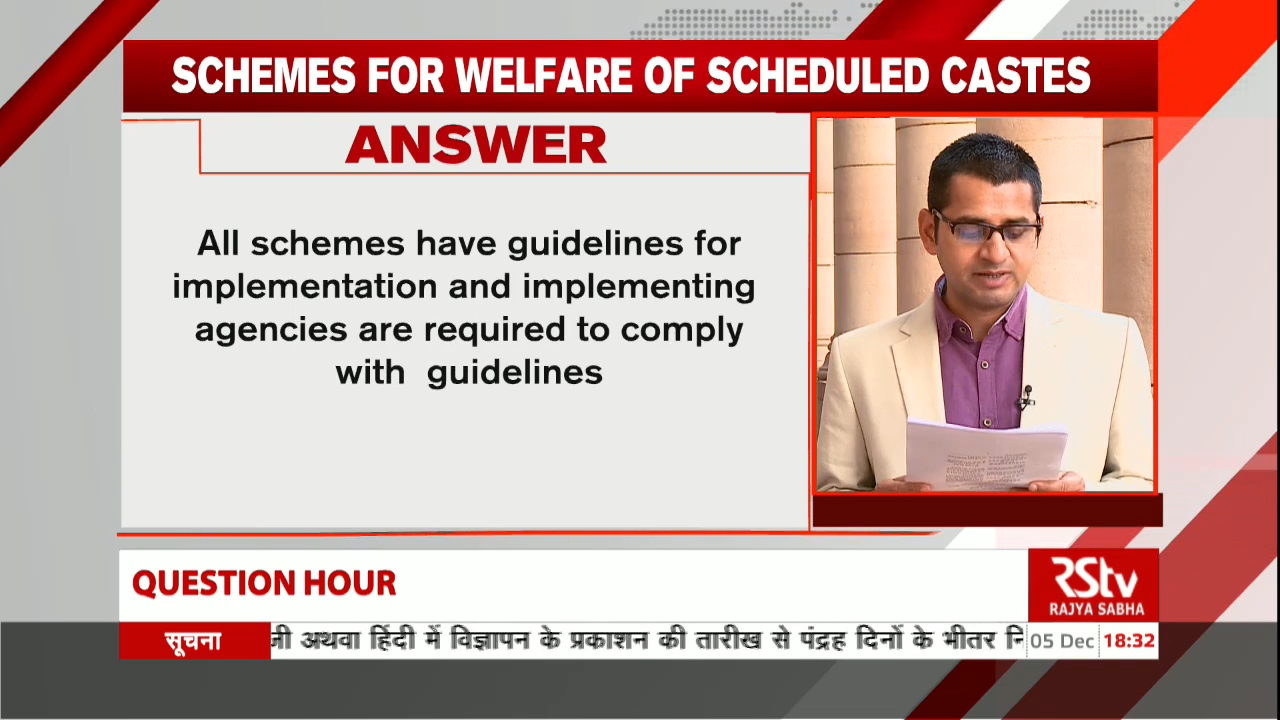 SCHEMES FOR WELFARE OF SCHEDULED CASTES
ANSWER
All schemes have guidelines for
implementation and implementing
agencies are required to comply
with guidelines
QUESTION HOUR
RSTV
RAJYA SABHA
सूचना
अथवा हिंदी में विज्ञापन के प्रकाशन की तारीख से पंद्रह दिनों के भीतर
05 Dec
18:32